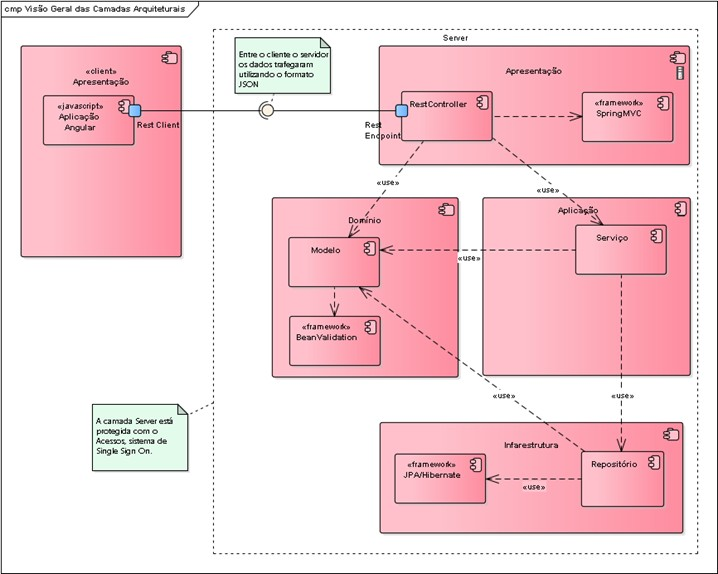 cmp Visão Geral das Camadas Arquiteturais
Server
Entre o cliente o servidor
os dados trafegaram
utilizando o formato
JSON
«client»
Apresentação
«javascript»
Aplicação
Angular
Rest Client
Apresentação
RestController
Rest
Endpoint
«framework»
SpringMVC
«use»
«use»
Domínio
Modelo
«framework»
BeanValidation
Aplicação
Serviço
«use»
«use»
«use»
A camada Server está
protegida com o
Acessos, sistema de
Single Sign On.
Infarestrutura
«framework»
JPA/Hibernate
«use»
Repositório